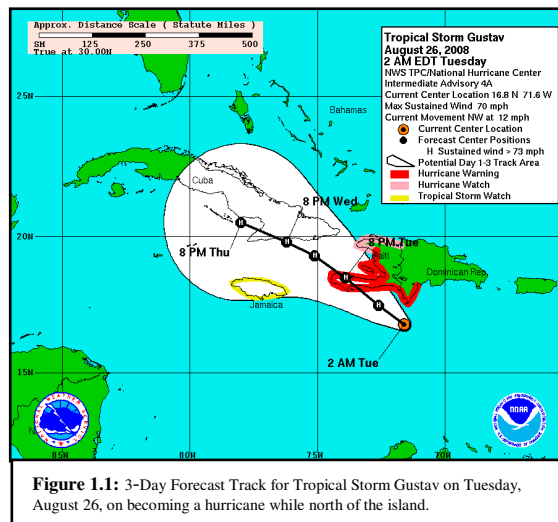 Approx. Distance Scale ( Statute Miles )
SM 125 250 375 500
True at 30.00N
Tropical Storm Gustav
August 26, 2008
2 AM EDT Tuesday
NWS TPC/National Hurricane Center
Intermediate Advisory 4A
Current Center Location 16.8 N 71.6 W
Max Sustained Wind 70 mph
Current Movement NW at 12 mph
Current Center Location
Forecast Center Positions
H Sustained wind > 73 mph
Potential Day 1-3 Track Area
Hurricane Warning
Hurricane Watch
Tropical Storm Watch
25N
Bahamas
Cuba
8 PM Wed
20N
8 PM Thu
8 PM Tue
Haiti
Dominican Rep.
H
H
H
H
H
Jamaica
2 AM Tue
15N
NOAA
85W
80W
75W
70W
65W
Figure 1.1: 3-Day Forecast Track for Tropical Storm Gustav on Tuesday,
August 26, on becoming a hurricane while north of the island.